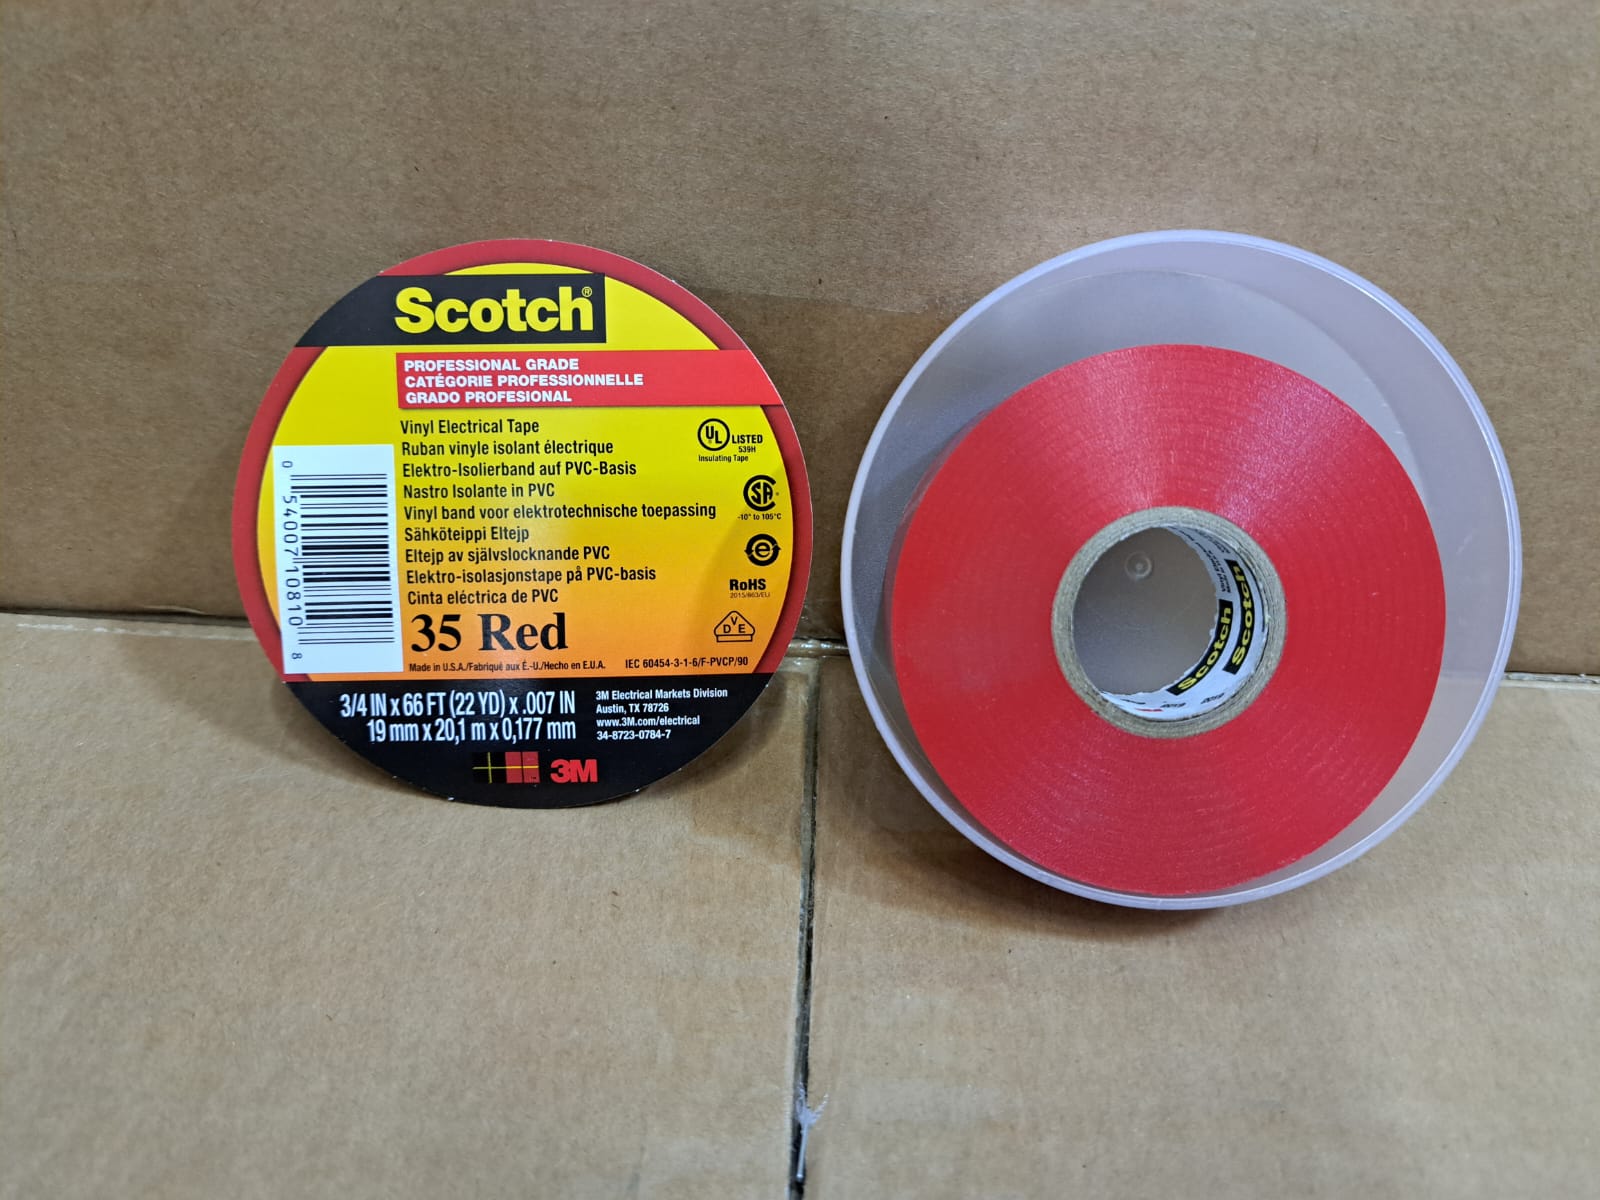 Scotch®
PROFESSIONAL GRADE
CATÉGORIE PROFESSIONNELLE
GRADO PROFESIONAL
Vinyl Electrical Tape
Ruban vinyle isolant électrique
Elektro-Isolierband auf PVC-Basis
Nastro Isolante in PVC
Vinyl band voor elektrotechnische toepassing
Sähköteippi Eltejp
Eltejp av självslocknande PVC
Elektro-isolasjonstape på PVC-basis
Cinta eléctrica de PVC
35 Red
Made in U.S.A./Fabriqué aux É.-U./Hecho en E.U.A.
IEC 60454-3-1-6/F-PVCP/90
UL LISTED
539H
Insulating Tape
-10° to 105°C
e
RoHS
2015/863/EU
DVE
0 54007 10810 8
3/4 IN x 66 FT (22 YD) x .007 IN
19 mm x 20,1 m x 0,177 mm
3M Electrical Markets Division
Austin, TX 78726
www.3M.com/electrical
34-8723-0784-7
3M
Scotch
Scotch